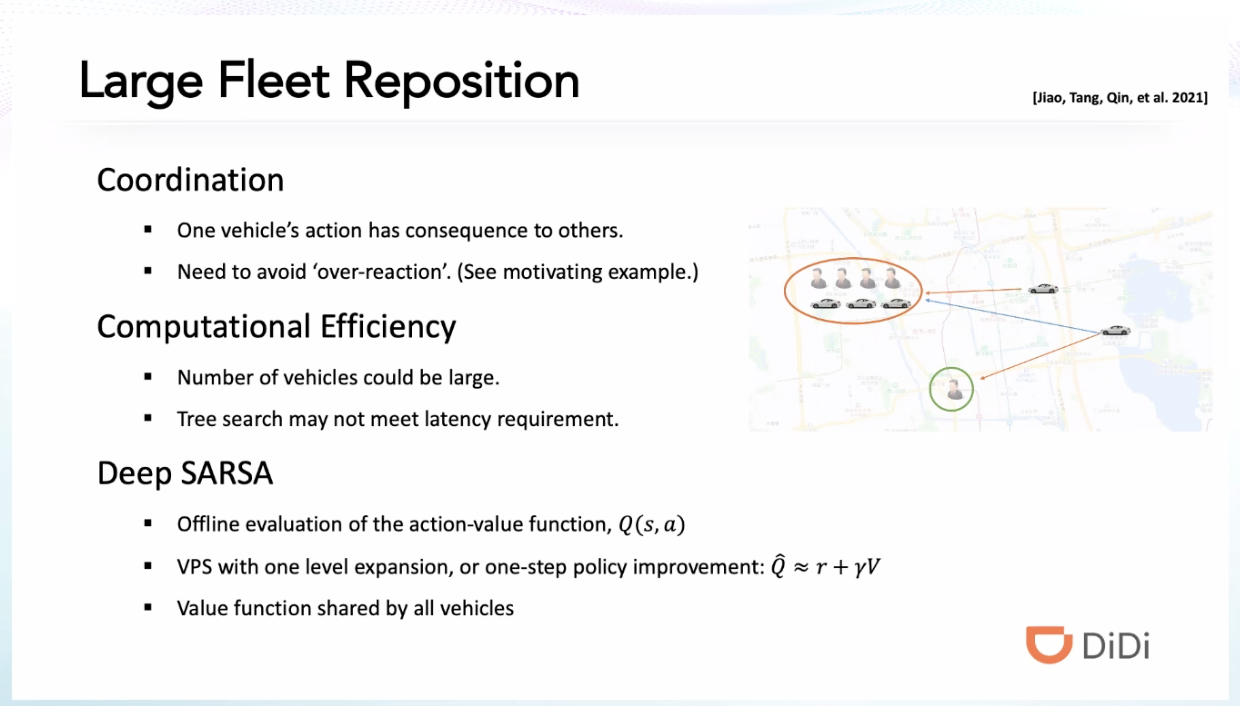 Large Fleet Reposition
[Jiao, Tang, Qin, et al. 2021]
Coordination
▪ One vehicle’s action has consequence to others.
▪ Need to avoid ‘over-reaction’. (See motivating example.)
Computational Efficiency
▪ Number of vehicles could be large.
▪ Tree search may not meet latency requirement.
Deep SARSA
▪ Offline evaluation of the action-value function, Q(s, a)
▪ VPS with one level expansion, or one-step policy improvement: Q̂ ≈ r + γV
▪ Value function shared by all vehicles
DiDi